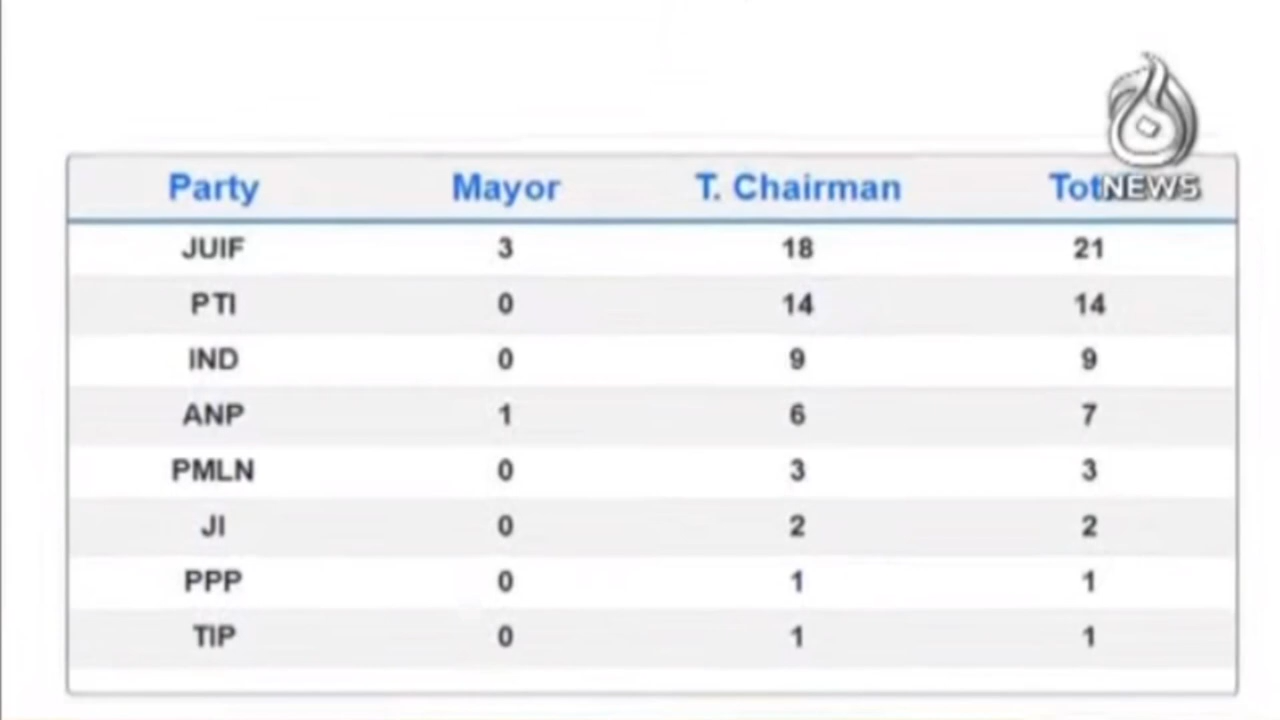 NEWS
Party Mayor T. Chairman Tot
JUIF 3 18 21
PTI 0 14 14
IND 0 9 9
ANP 1 6 7
PMLN 0 3 3
JI 0 2 2
PPP 0 1 1
TIP 0 1 1